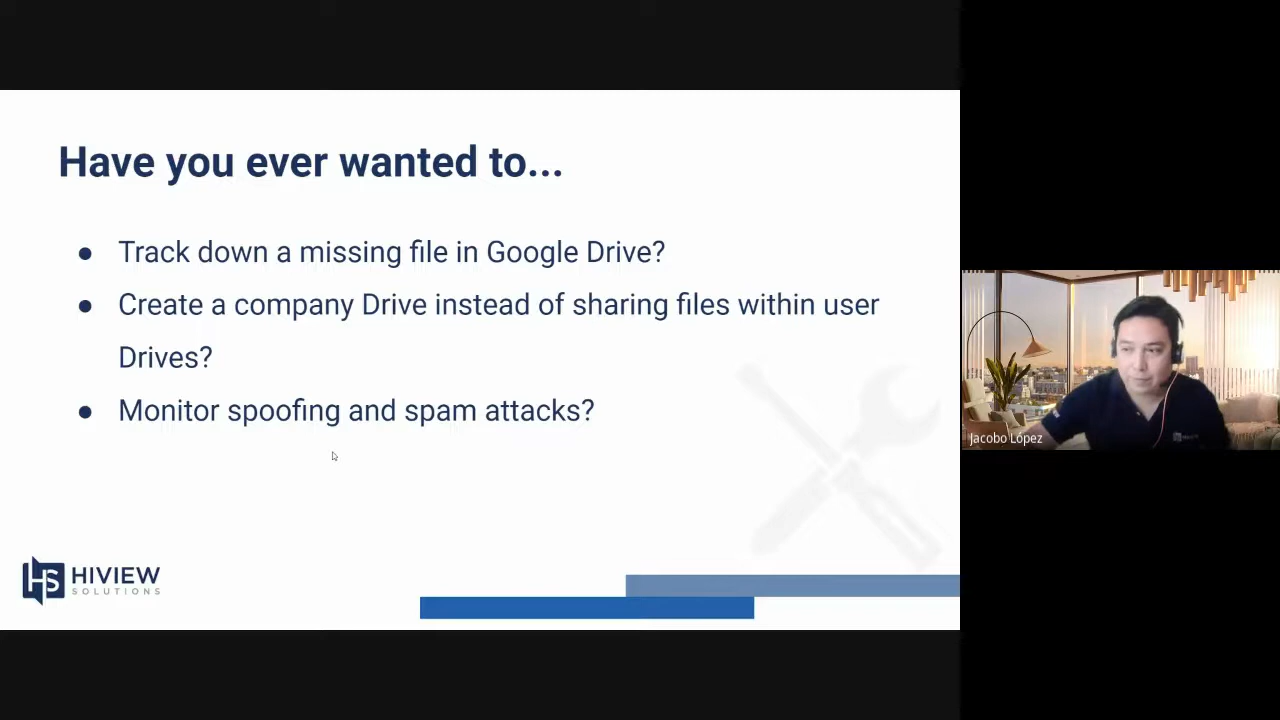 Have you ever wanted to...
● Track down a missing file in Google Drive?
● Create a company Drive instead of sharing files within user
Drives?
● Monitor spoofing and spam attacks?
HS HIVIEW
SOLUTIONS
Jacobo López